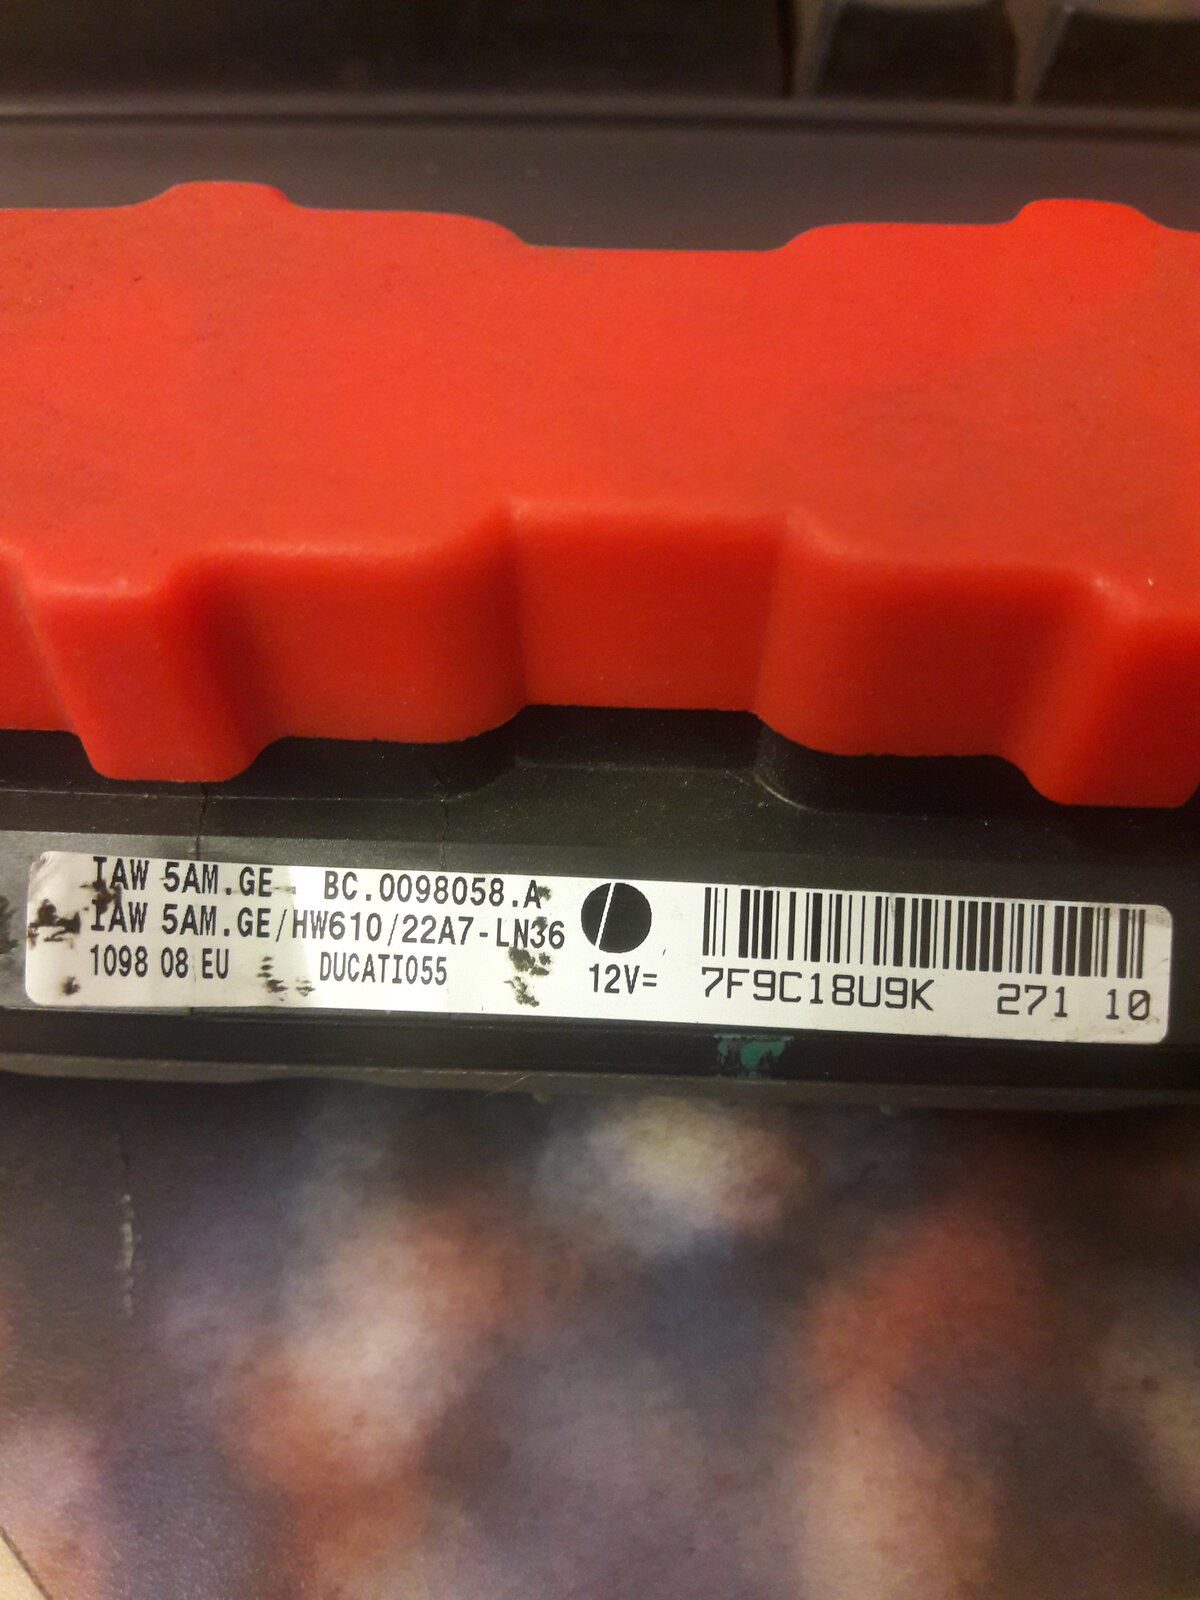 IAW 5AM.GE BC.0098058.A
IAW 5AM.GE/HW610/22A7-LN36
1098 08 EU DUCATI055
12V=
7F9C18U9K 271 10